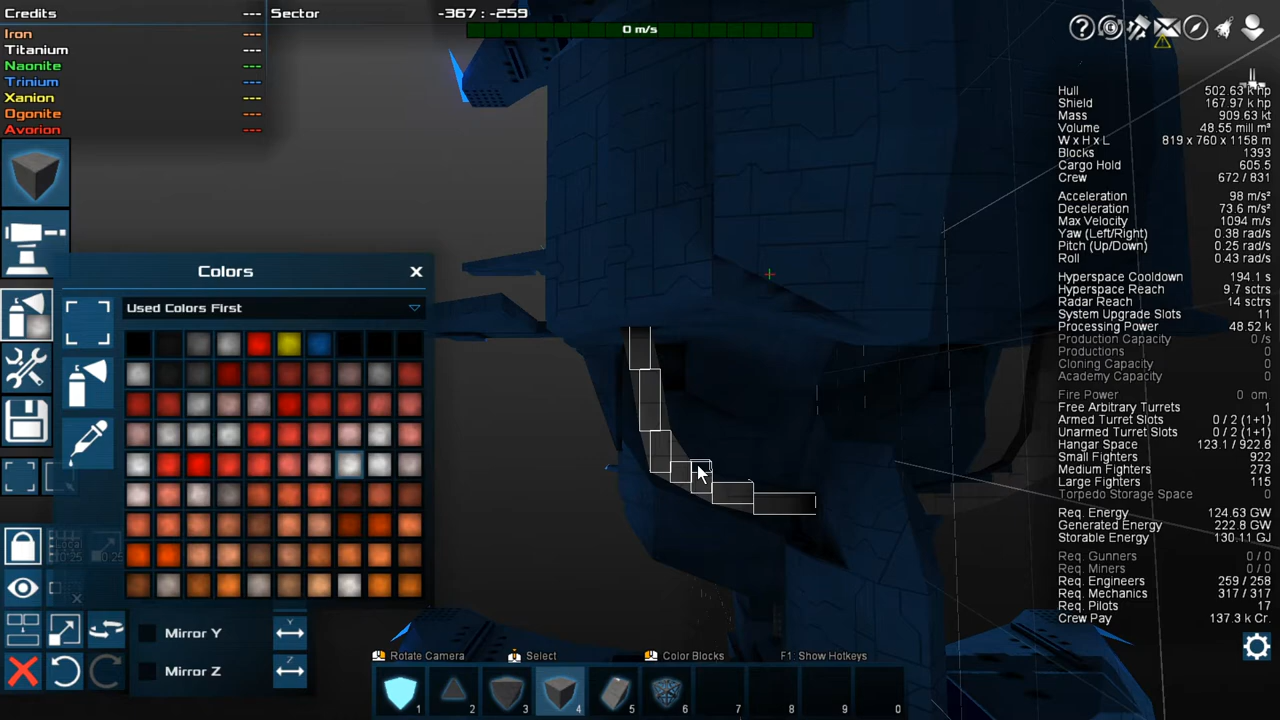 Credits --- Sector -367 : -259
0 m/s
Iron ---
Titanium ---
Naonite ---
Trinium ---
Xanion ---
Ogonite ---
Avorion ---
Hull 502.63 k hp
Shield 167.97 k hp
Mass 909.63 kt
Volume 48.55 mill m³
W x H x L 819 x 760 x 1158 m
Blocks 1393
Cargo Hold 605.5
Crew 672 / 831
Acceleration 98 m/s²
Deceleration 73.6 m/s²
Max Velocity 1094 m/s
Yaw (Left/Right) 0.38 rad/s
Pitch (Up/Down) 0.25 rad/s
Roll 0.43 rad/s
Hyperspace Cooldown 194.1 s
Hyperspace Reach 9.7 sctrs
Radar Reach 14 sctrs
System Upgrade Slots 11
Processing Power 48.52 k
Production Capacity 0 /s
Productions 0
Cloning Capacity 0
Academy Capacity 0
Fire Power 0 om
Free Arbitrary Turrets 1
Armed Turret Slots 0 / 2 (1+1)
Unarmed Turret Slots 0 / 2 (1+1)
Hangar Space 123.1 / 922.8
Small Fighters 922
Medium Fighters 273
Large Fighters 115
Torpedo Storage Space 0
Req. Energy 124.63 GW
Generated Energy 222.8 GW
Storable Energy 130.11 GJ
Req. Gunners 0 / 0
Req. Miners 0 / 0
Req. Engineers 259 / 258
Req. Mechanics 317 / 317
Req. Pilots 17
Crew Pay 137.3 k Cr.
Colors X
Used Colors First
Mirror Y Y
Mirror Z Z
Rotate Camera Select Color Blocks F1 Show Hotkeys
1 2 3 4 5 6 7 8 9 0